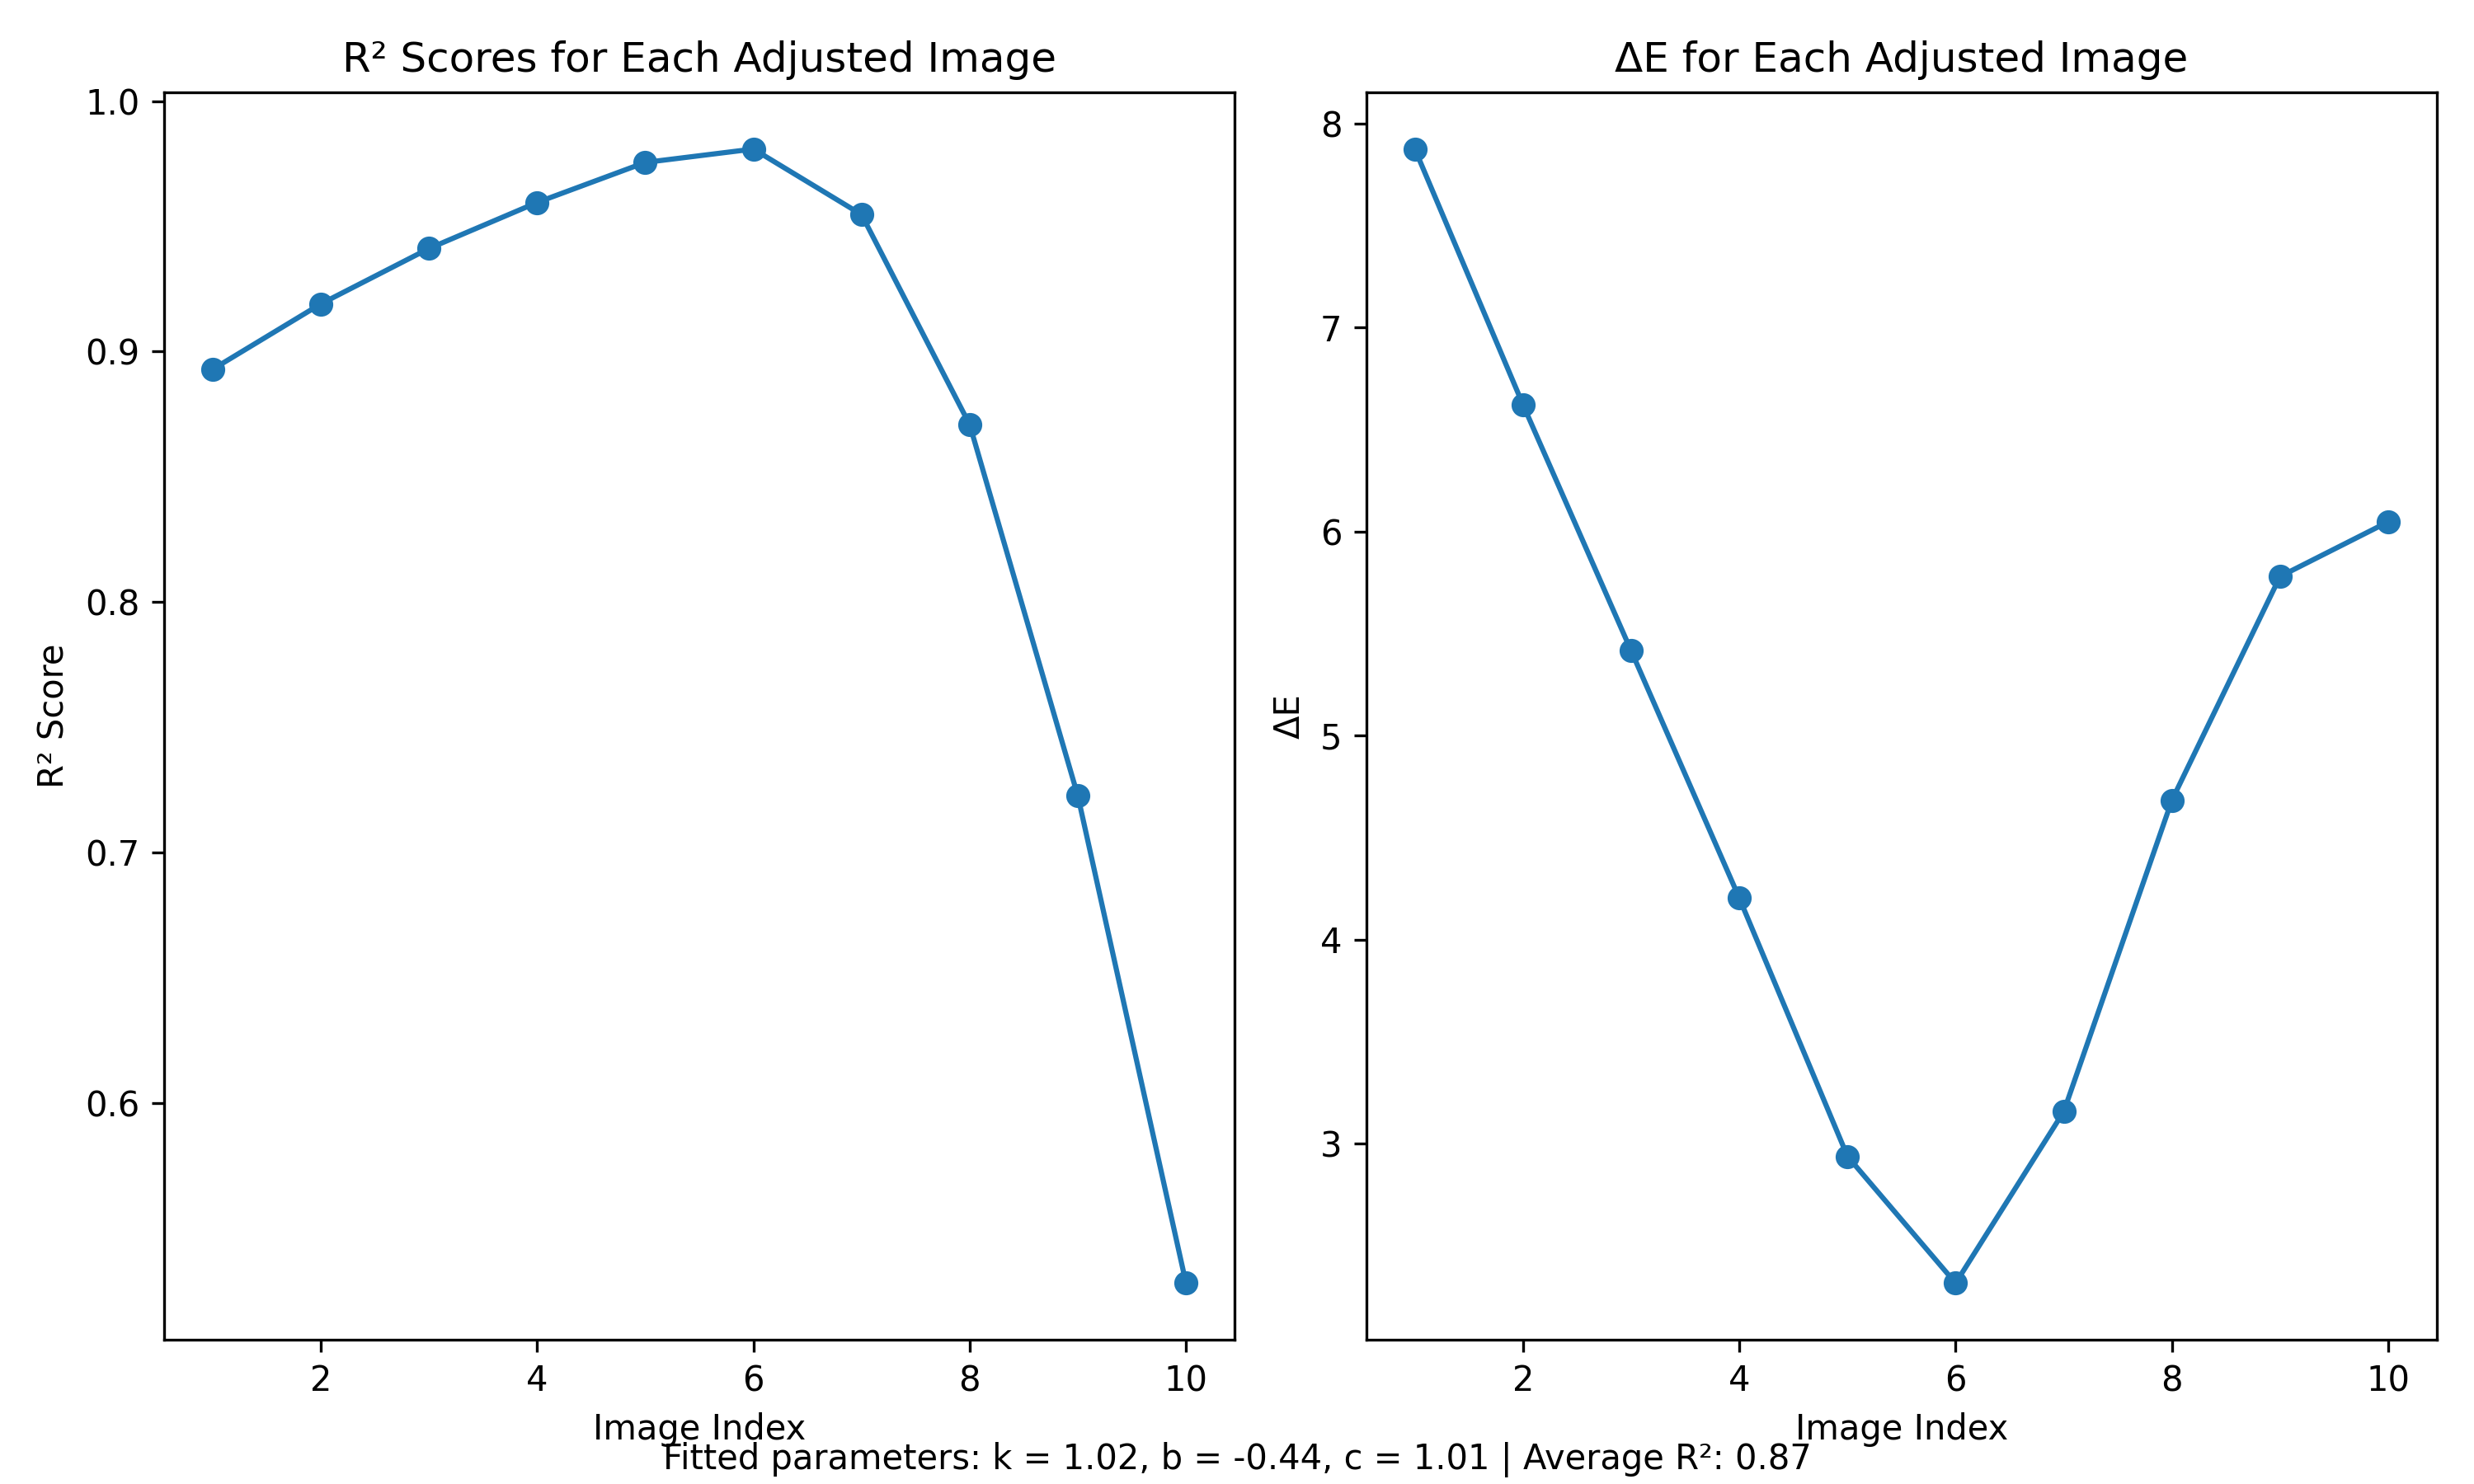 R² Scores for Each Adjusted Image
1.0
0.9
0.8
0.7
0.6
R² Score
2 4 6 8 10
Image Index
ΔE for Each Adjusted Image
8
7
6
5
4
3
ΔE
2 4 6 8 10
Image Index
Fitted parameters: k = 1.02, b = -0.44, c = 1.01 | Average R²: 0.87